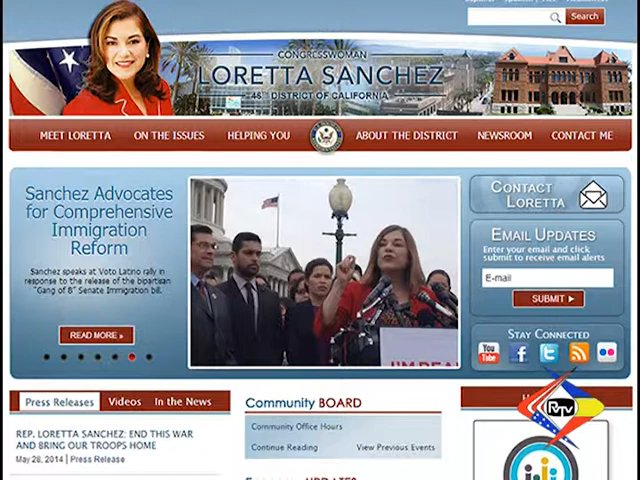 Search
CONGRESSWOMAN
LORETTA SANCHEZ
46TH DISTRICT OF CALIFORNIA
MEET LORETTA ON THE ISSUES HELPING YOU ABOUT THE DISTRICT NEWSROOM CONTACT ME
Sanchez Advocates
for Comprehensive
Immigration
Reform
Sanchez speaks at Voto Latino rally in
response to the release of the bipartisan
"Gang of 8" Senate Immigration bill.
READ MORE »
CONTACT
LORETTA
EMAIL UPDATES
Enter your email and click
submit to receive email alerts
E-mail
SUBMIT
STAY CONNECTED
You
Tube
Press Releases Videos In the News
REP. LORETTA SANCHEZ: END THIS WAR
AND BRING OUR TROOPS HOME
May 28, 2014 | Press Release
Community BOARD
Community Office Hours
Continue Reading View Previous Events
RTV